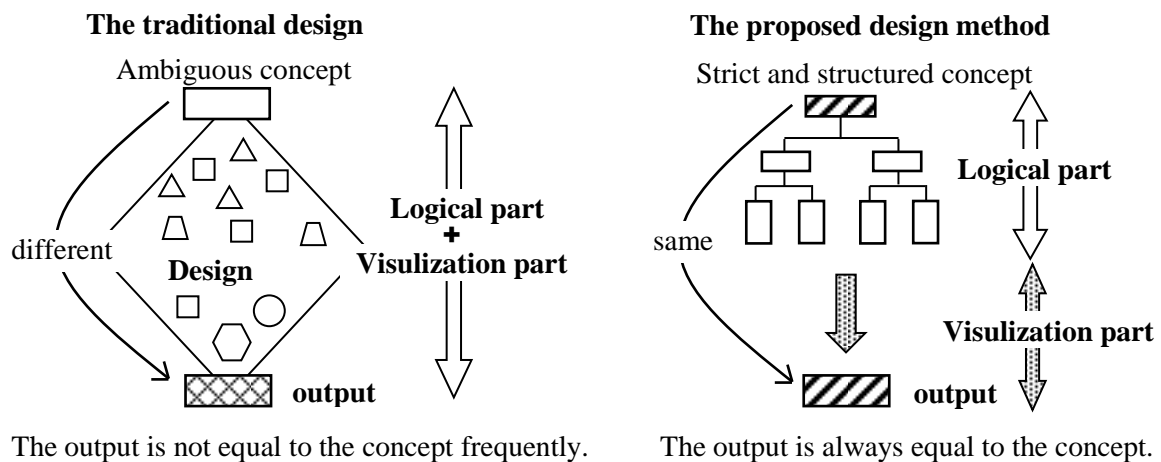 The traditional design
Ambiguous concept
different
Design
Logical part
+
Visulization part
output
The output is not equal to the concept frequently.
The proposed design method
Strict and structured concept
same
Logical part
Visulization part
output
The output is always equal to the concept.